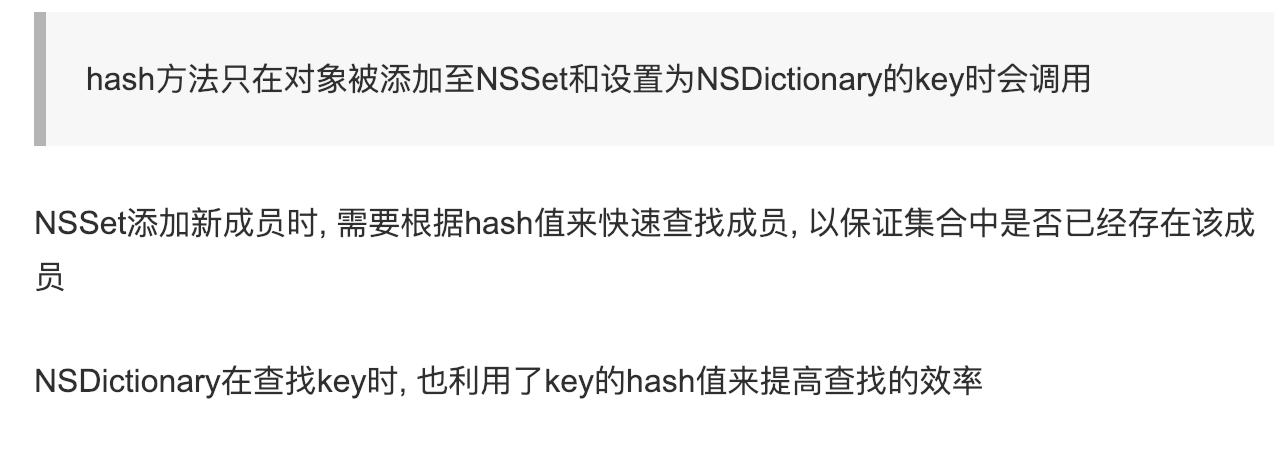 hash方法只在对象被添加至NSSet和设置为NSDictionary的key时会调用
NSSet添加新成员时, 需要根据hash值来快速查找成员, 以保证集合中是否已经存在该成
员
NSDictionary在查找key时, 也利用了key的hash值来提高查找的效率